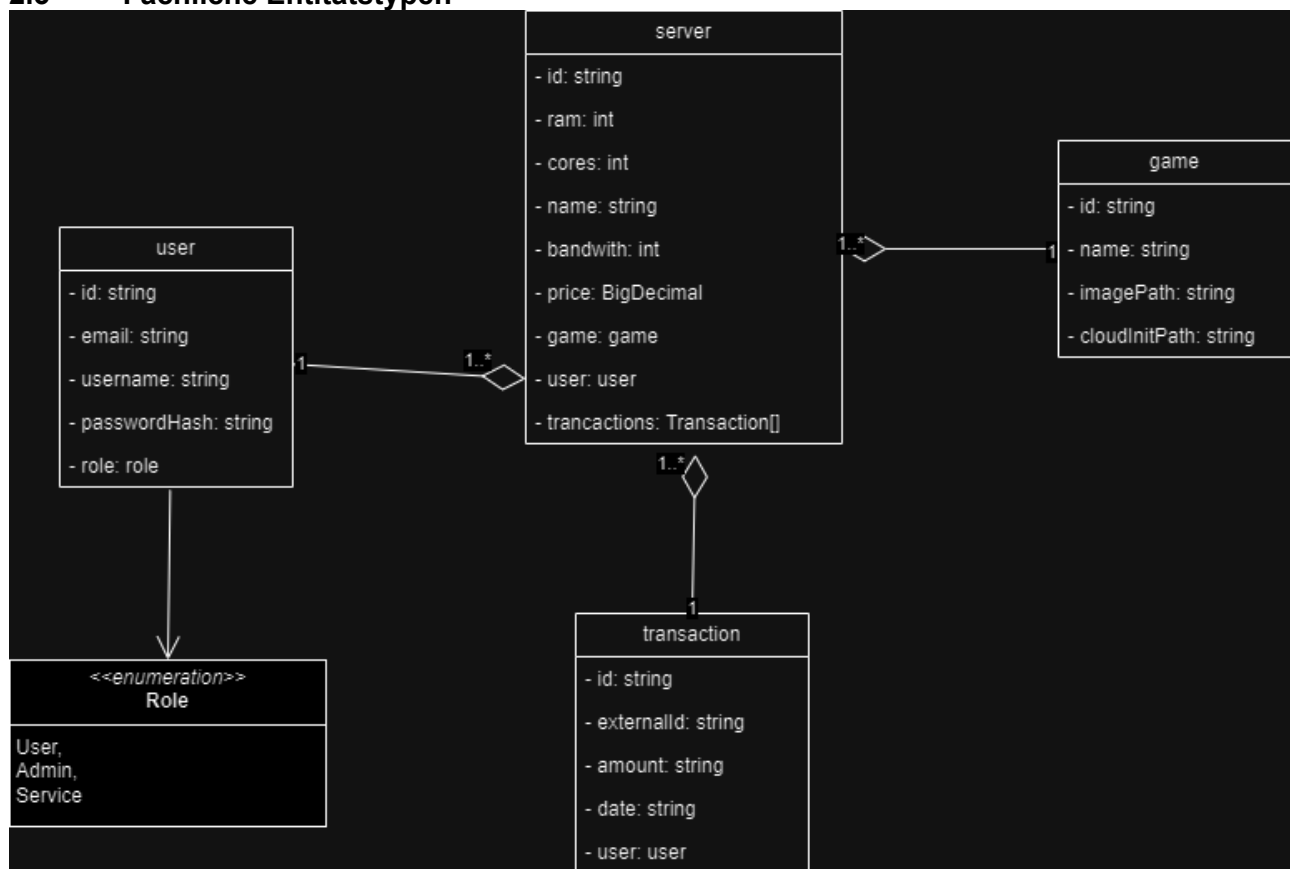 server
- id: string
- ram: int
- cores: int
- name: string
- bandwith: int
- price: BigDecimal
- game: game
- user: user
- trancactions: Transaction[]
1..*
1
game
- id: string
- name: string
- imagePath: string
- cloudInitPath: string
user
- id: string
- email: string
- username: string
- passwordHash: string
- role: role
1
1..*
1..*
1
<<enumeration>>
Role
User,
Admin,
Service
transaction
- id: string
- externalId: string
- amount: string
- date: string
- user: user